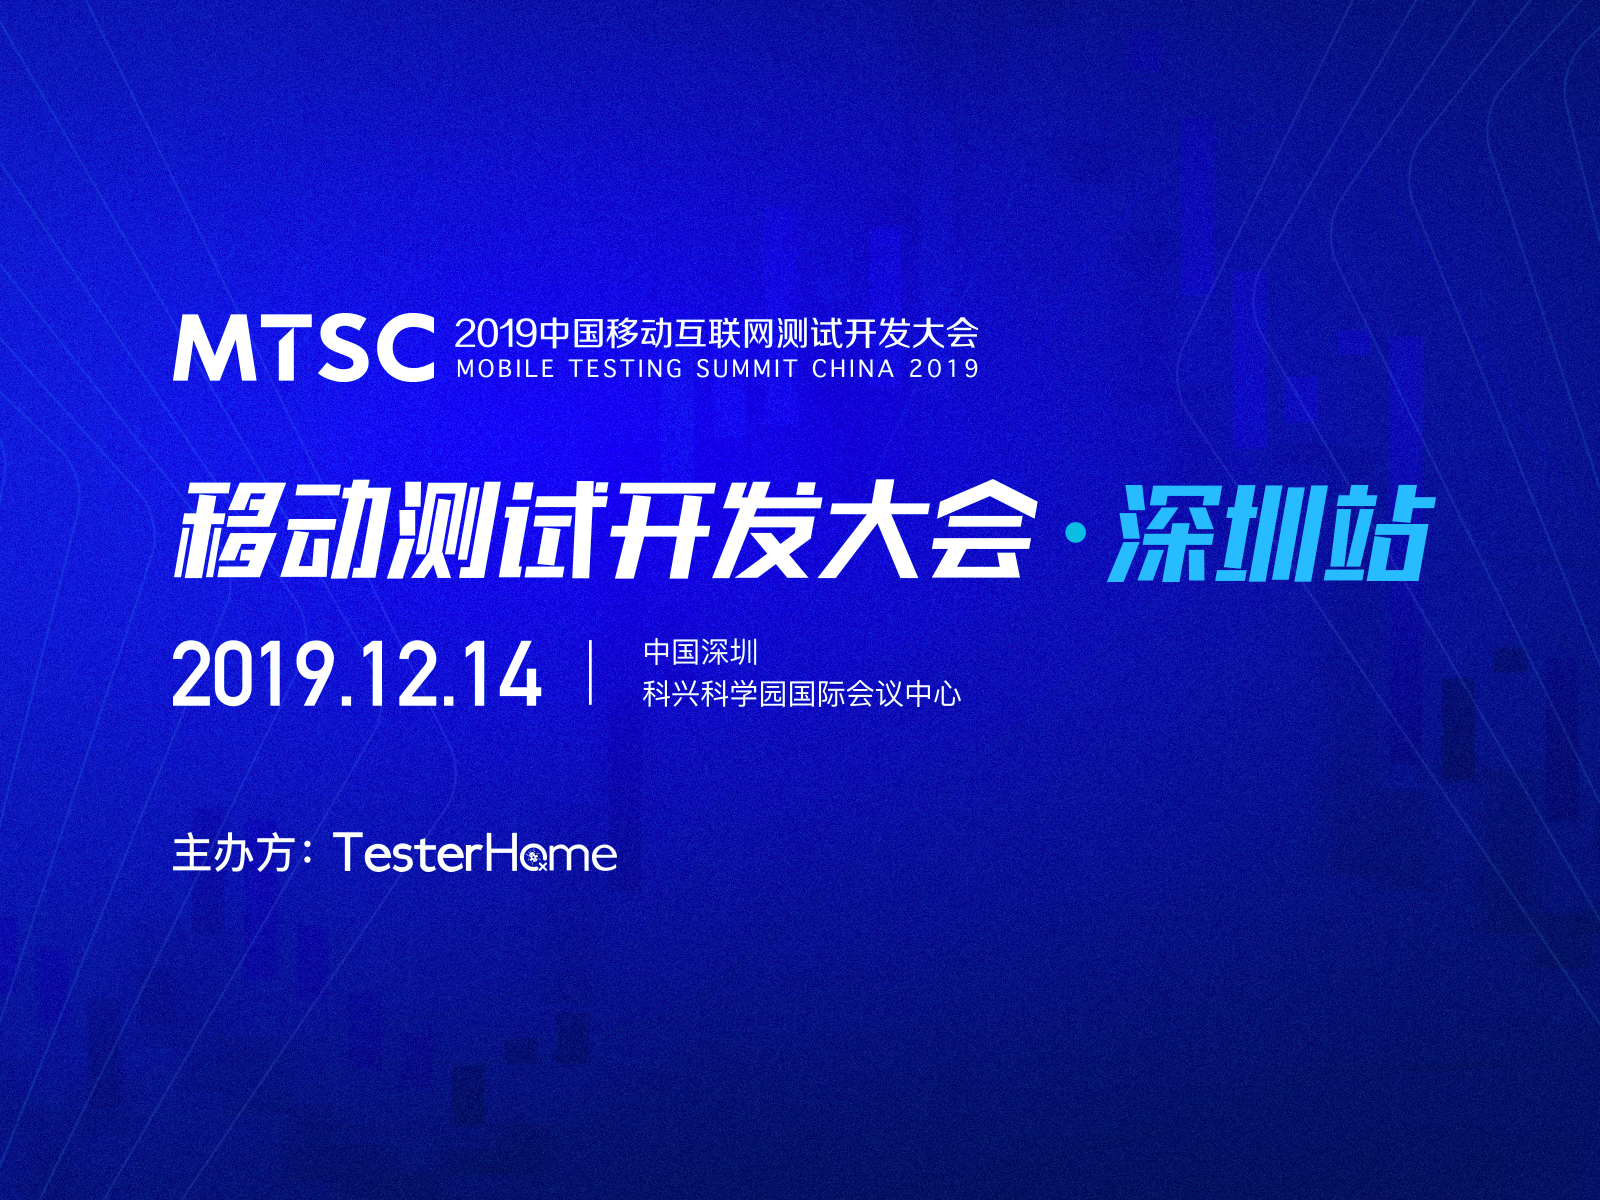 MTSC 2019中国移动互联网测试开发大会
MOBILE TESTING SUMMIT CHINA 2019
移动测试开发大会·深圳站
2019.12.14
中国深圳
科兴科学园国际会议中心
主办方：TesterHome